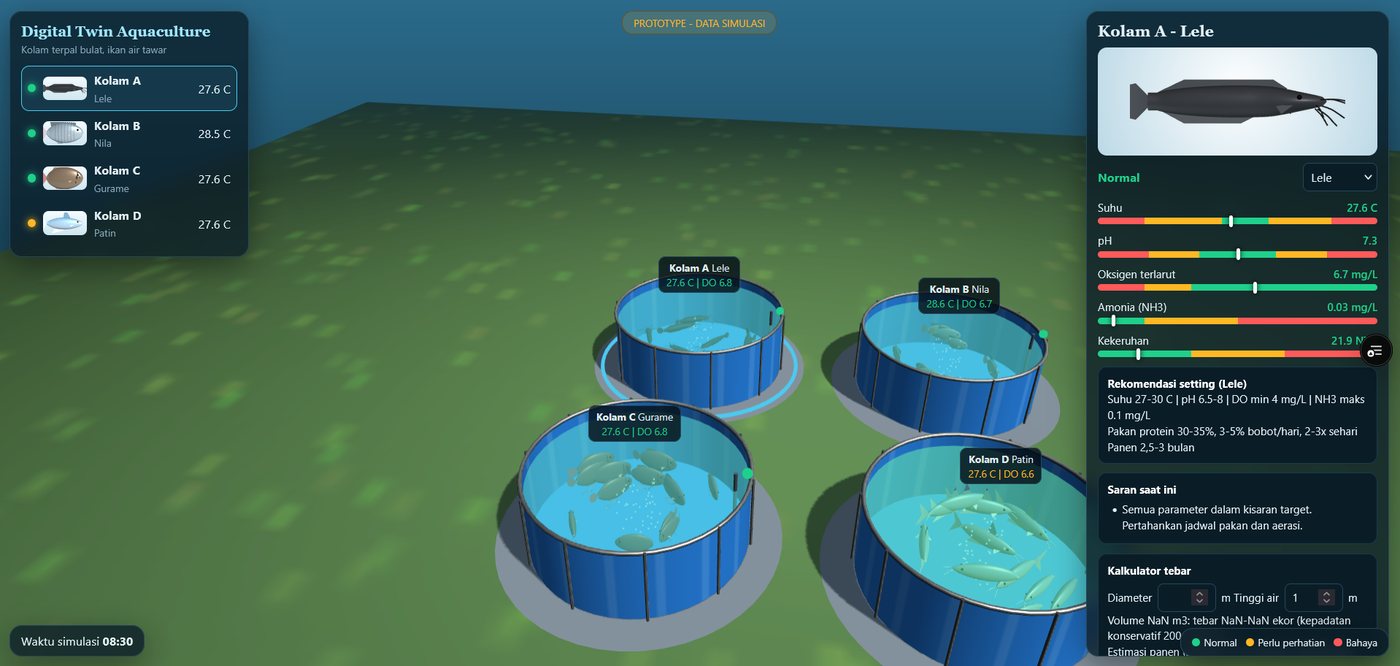 Digital Twin Aquaculture
Kolam terpal bulat, ikan air tawar
Kolam A
Lele
27.6 C
Kolam B
Nila
28.5 C
Kolam C
Gurame
27.6 C
Kolam D
Patin
27.6 C
PROTOTYPE - DATA SIMULASI
Kolam A Lele
27.6 C | DO 6.8
Kolam B Nila
28.6 C | DO 6.7
Kolam C Gurame
27.6 C | DO 6.8
Kolam D Patin
27.6 C | DO 6.6
Waktu simulasi 08:30
Kolam A - Lele
Normal
Lele
Suhu 27.6 C
pH 7.3
Oksigen terlarut 6.7 mg/L
Amonia (NH3) 0.03 mg/L
Kekeruhan 21.9
Rekomendasi setting (Lele)
Suhu 27-30 C | pH 6.5-8 | DO min 4 mg/L | NH3 maks
0.1 mg/L
Pakan protein 30-35%, 3-5% bobot/hari, 2-3x sehari
Panen 2,5-3 bulan
Saran saat ini
• Semua parameter dalam kisaran target.
Pertahankan jadwal pakan dan aerasi.
Kalkulator tebar
Diameter m Tinggi air 1 m
Volume NaN m3: tebar NaN-NaN ekor (kepadatan
konservatif 200
Estimasi panen
Normal Perlu perhatian Bahaya